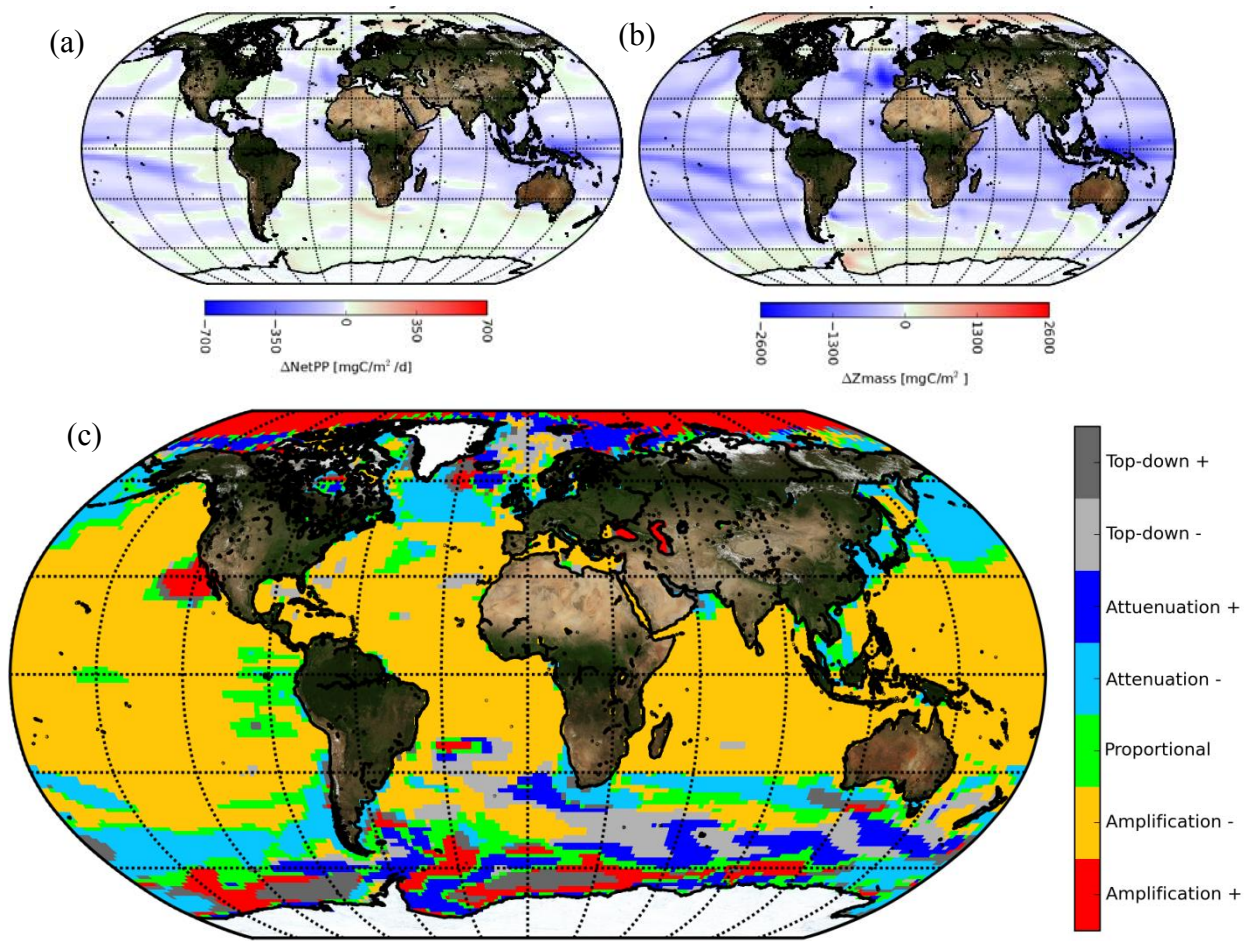 (a)
(b)
−700
−350
0
350
700
ΔNetPP [mgC/m² /d]
−2600
−1300
0
1300
2600
ΔZmass [mgC/m² ]
(c)
Top-down +
Top-down -
Attuenuation +
Attenuation -
Proportional
Amplification -
Amplification +